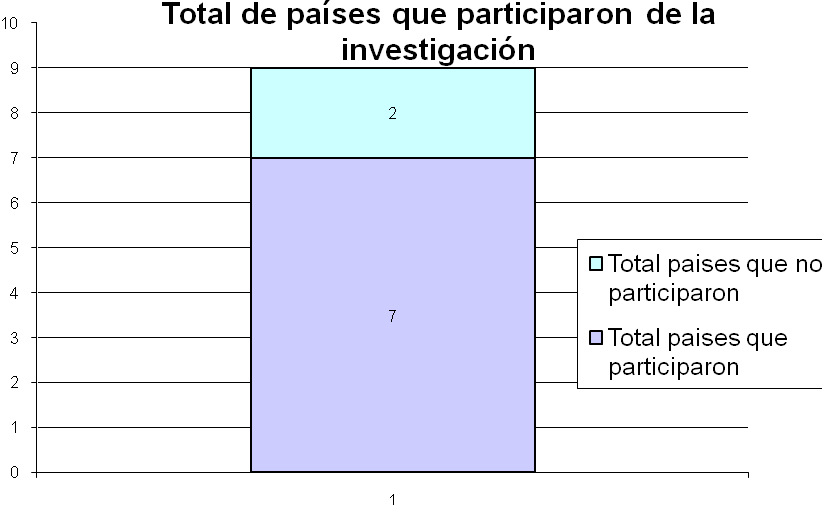 Total de países que participaron de la
investigación
10
9
8
7
6
5
4
3
2
1
0
2
7
1
Total paises que no
participaron
Total paises que
participaron